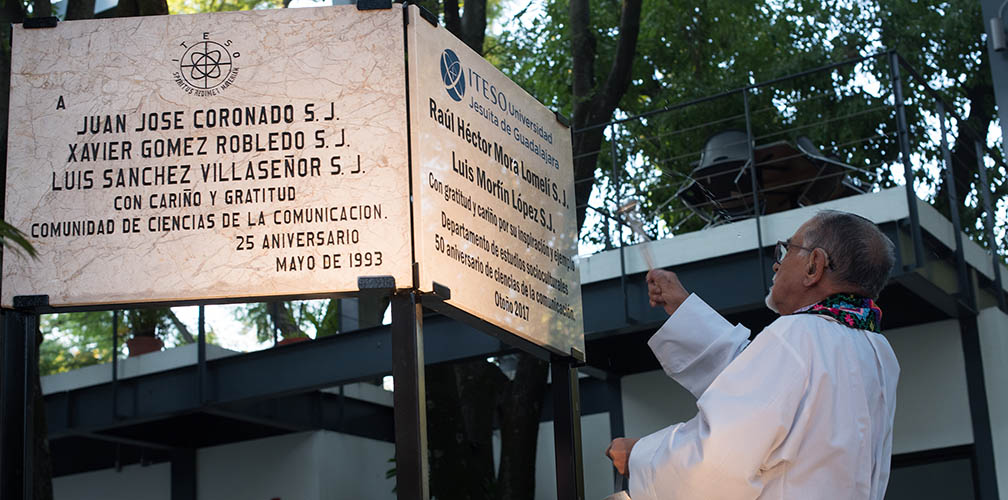 ITESO
SPIRITUS REDIMET MATERIAM
A
JUAN JOSE CORONADO S.J.
XAVIER GOMEZ ROBLEDO S.J.
LUIS SANCHEZ VILLASEÑOR S.J.
CON CARIÑO Y GRATITUD
COMUNIDAD DE CIENCIAS DE LA COMUNICACION.
25 ANIVERSARIO
MAYO DE 1993
ITESO Universidad
Jesuita de Guadalajara
Raúl Héctor Mora Lomelí S.J.
Luis Morfín López S.J.
Con gratitud y cariño por su inspiración y ejemplo
Departamento de estudios socioculturales
50 aniversario de ciencias de la comunicación.
Otoño 2017